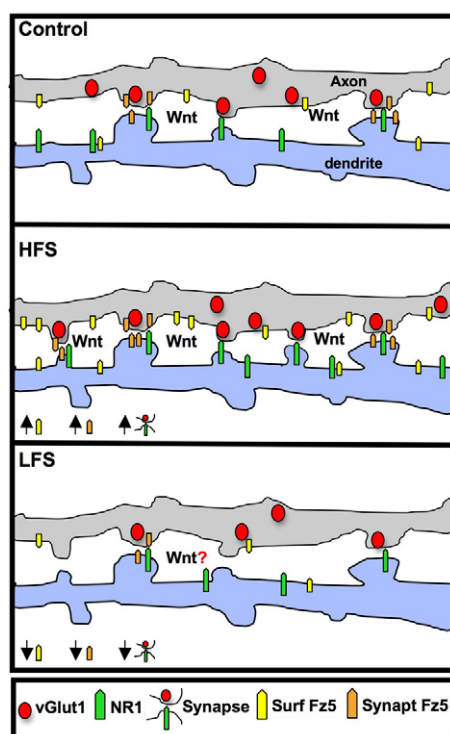 Control
Axon
Wnt
Wnt
dendrite
HFS
Wnt
Wnt
Wnt
LFS
Wnt?
vGlut1 NR1 Synapse Surf Fz5 Synapt Fz5